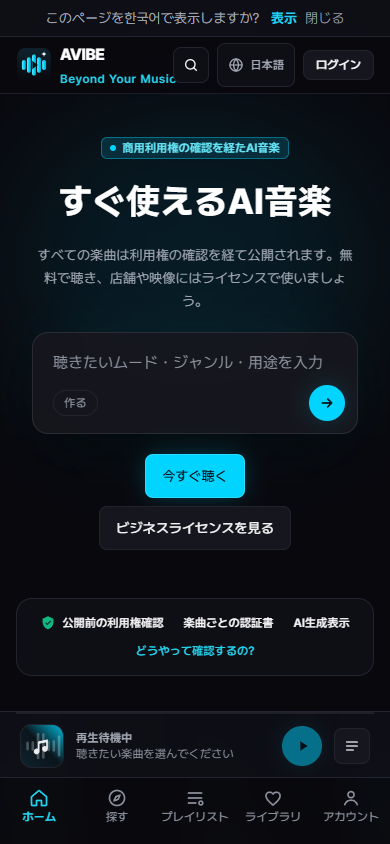 このページを한국어で表示しますか? 表示 閉じる
AVIBE
Beyond Your Music
日本語
ログイン
商用利用権の確認を経たAI音楽
すぐ使えるAI音楽
すべての楽曲は利用権の確認を経て公開されます。無
料で聴き、店舗や映像にはライセンスで使いましょ
う。
聴きたいムード・ジャンル・用途を入力
作る
今すぐ聴く
ビジネスライセンスを見る
公開前の利用権確認 楽曲ごとの認証書 AI生成表示
どうやって確認するの?
再生待機中
聴きたい楽曲を選んでください
ホーム 探す プレイリスト ライブラリ アカウント